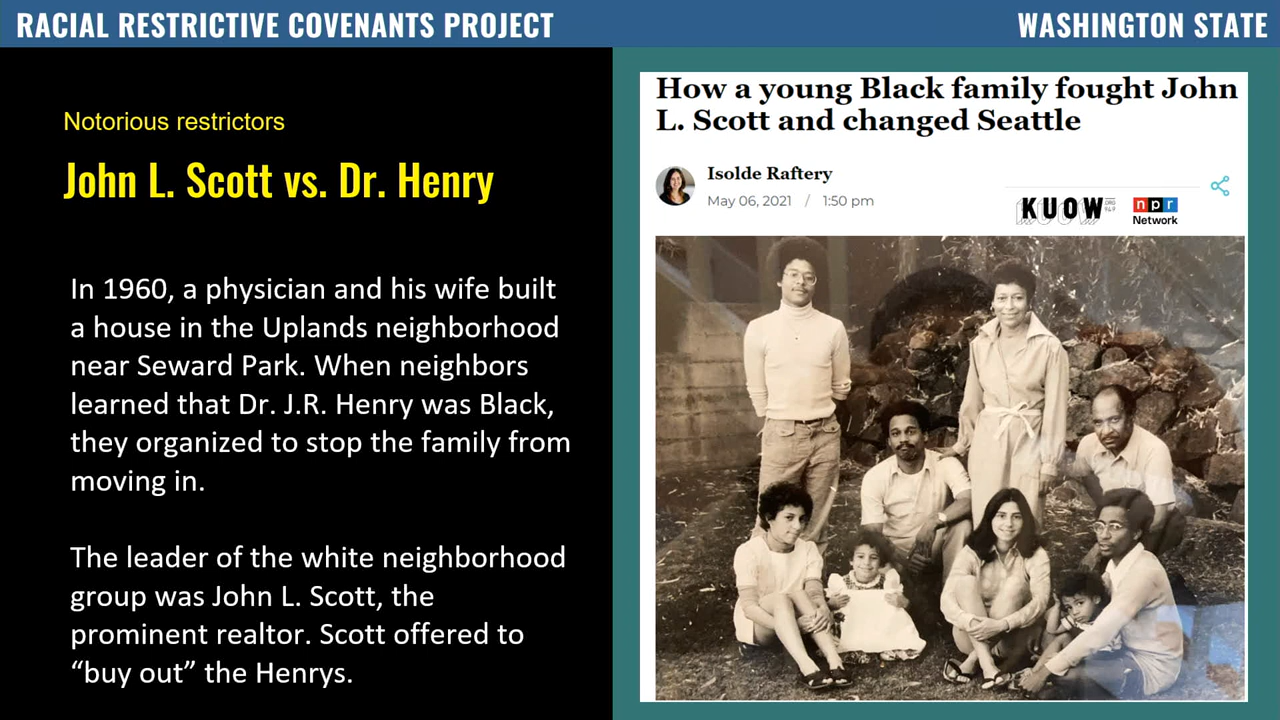 RACIAL RESTRICTIVE COVENANTS PROJECT
WASHINGTON STATE
Notorious restrictors
John L. Scott vs. Dr. Henry
In 1960, a physician and his wife built
a house in the Uplands neighborhood
near Seward Park. When neighbors
learned that Dr. J.R. Henry was Black,
they organized to stop the family from
moving in.
The leader of the white neighborhood
group was John L. Scott, the
prominent realtor. Scott offered to
“buy out” the Henrys.
How a young Black family fought John
L. Scott and changed Seattle
Isolde Raftery
May 06, 2021 / 1:50 pm
KUOW.ORG
94.9
npr
Network